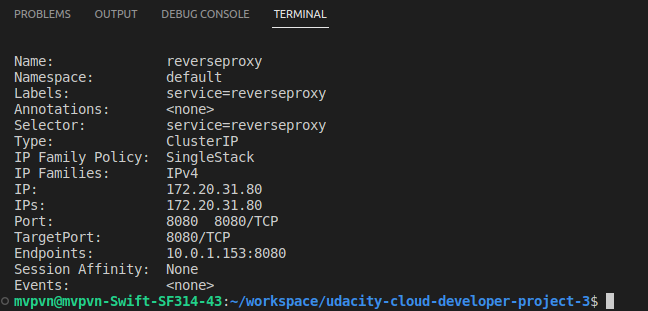 PROBLEMS OUTPUT DEBUG CONSOLE TERMINAL
Name: reverseproxy
Namespace: default
Labels: service=reverseproxy
Annotations: <none>
Selector: service=reverseproxy
Type: ClusterIP
IP Family Policy: SingleStack
IP Families: IPv4
IP: 172.20.31.80
IPs: 172.20.31.80
Port: 8080 8080/TCP
TargetPort: 8080/TCP
Endpoints: 10.0.1.153:8080
Session Affinity: None
Events: <none>
mvpvn@mvpvn-Swift-SF314-43:~/workspace/udacity-cloud-developer-project-3$